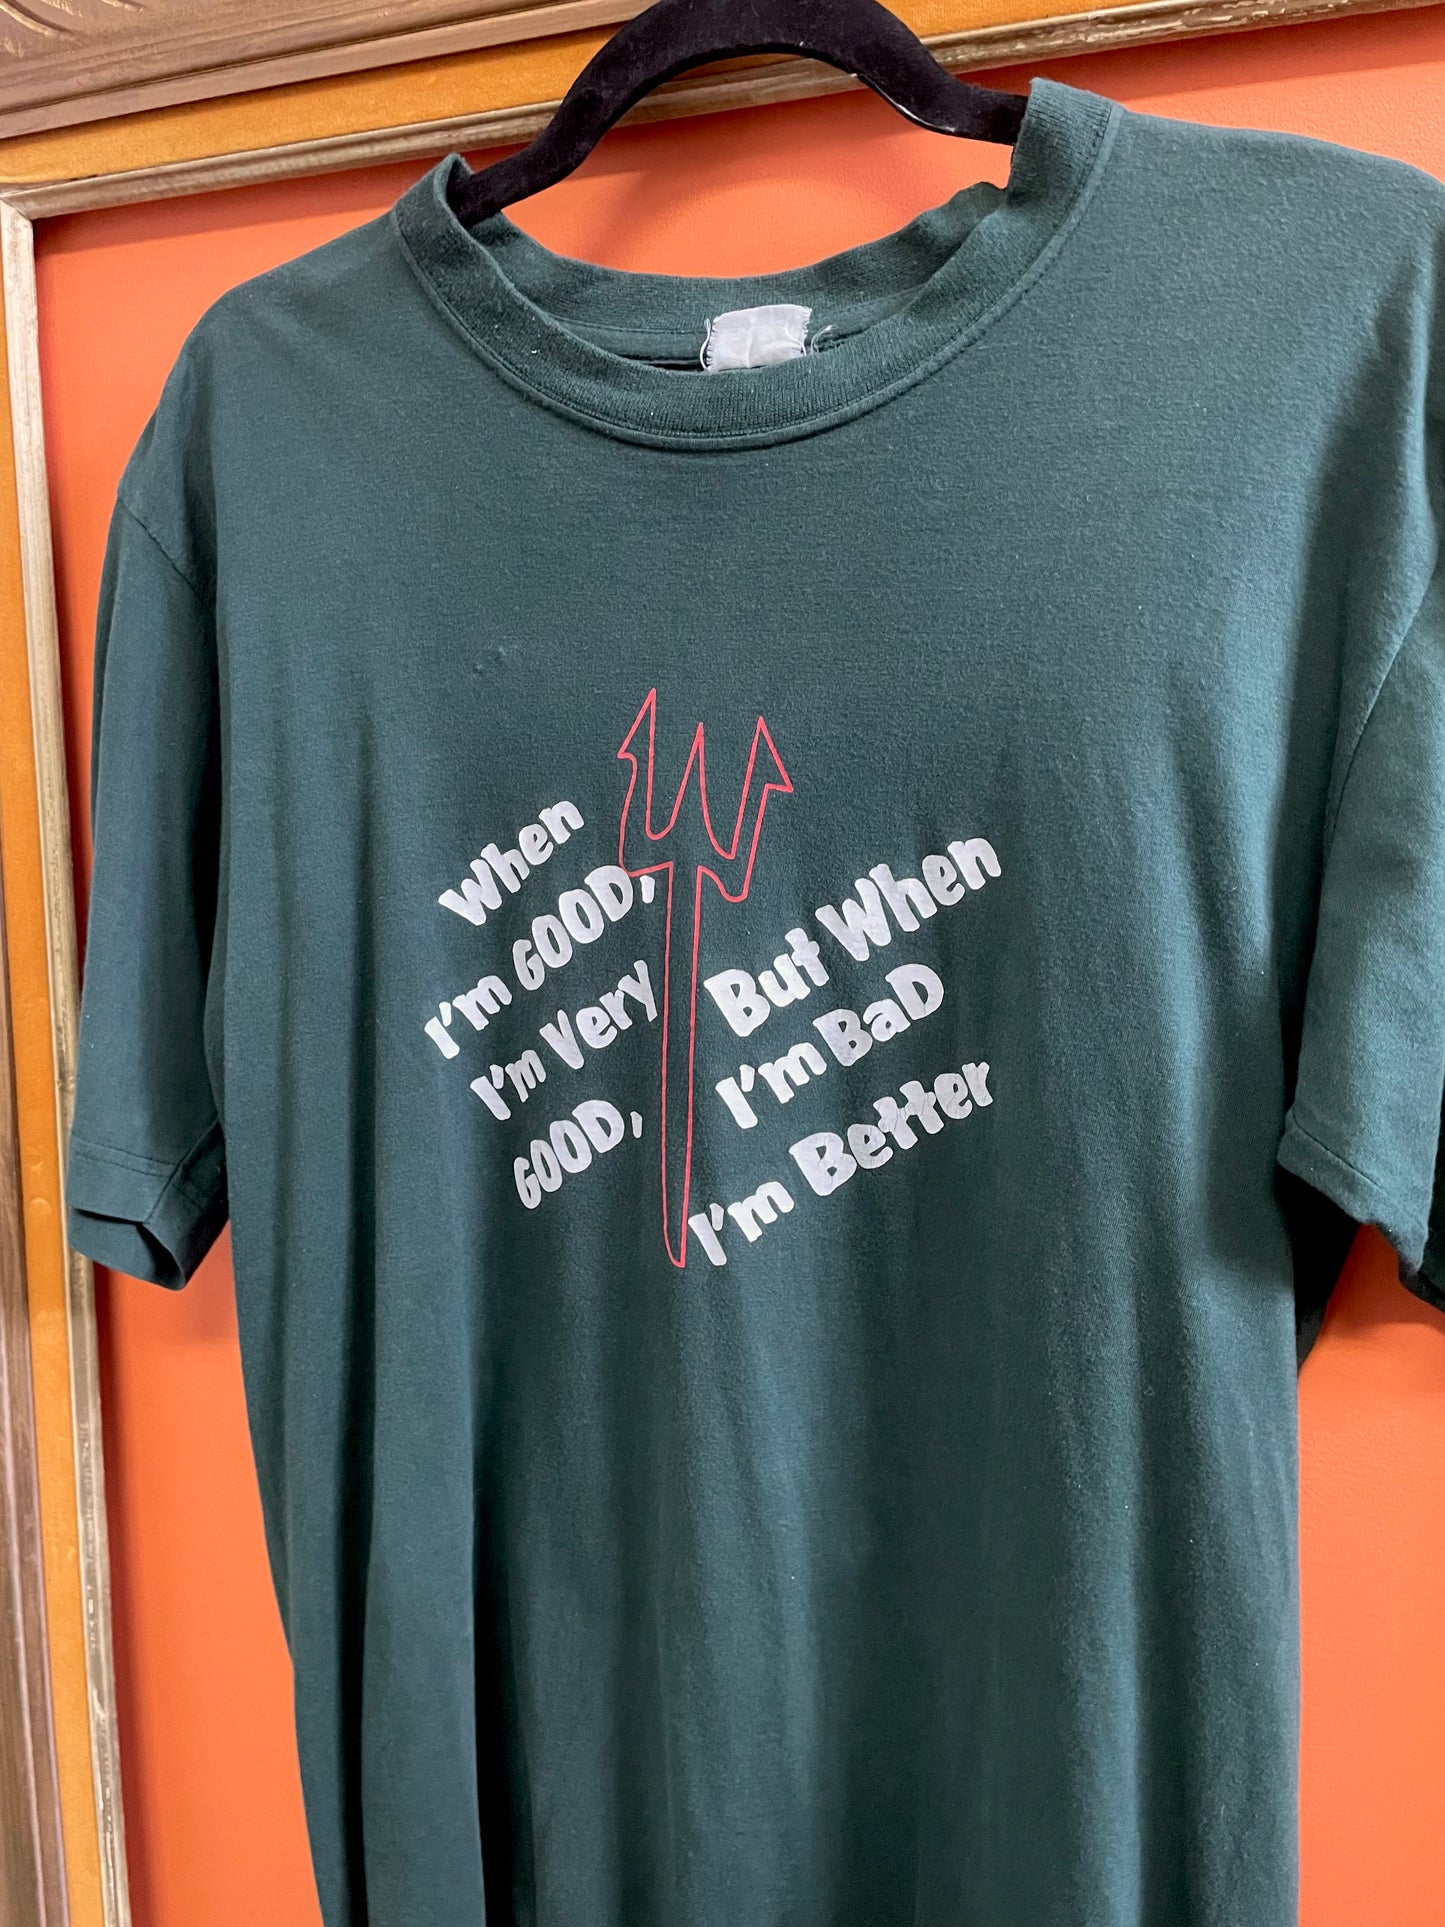 When
I'm GOOD,
I'm Very
GOOD,
But When
I'm BaD
I'm Better